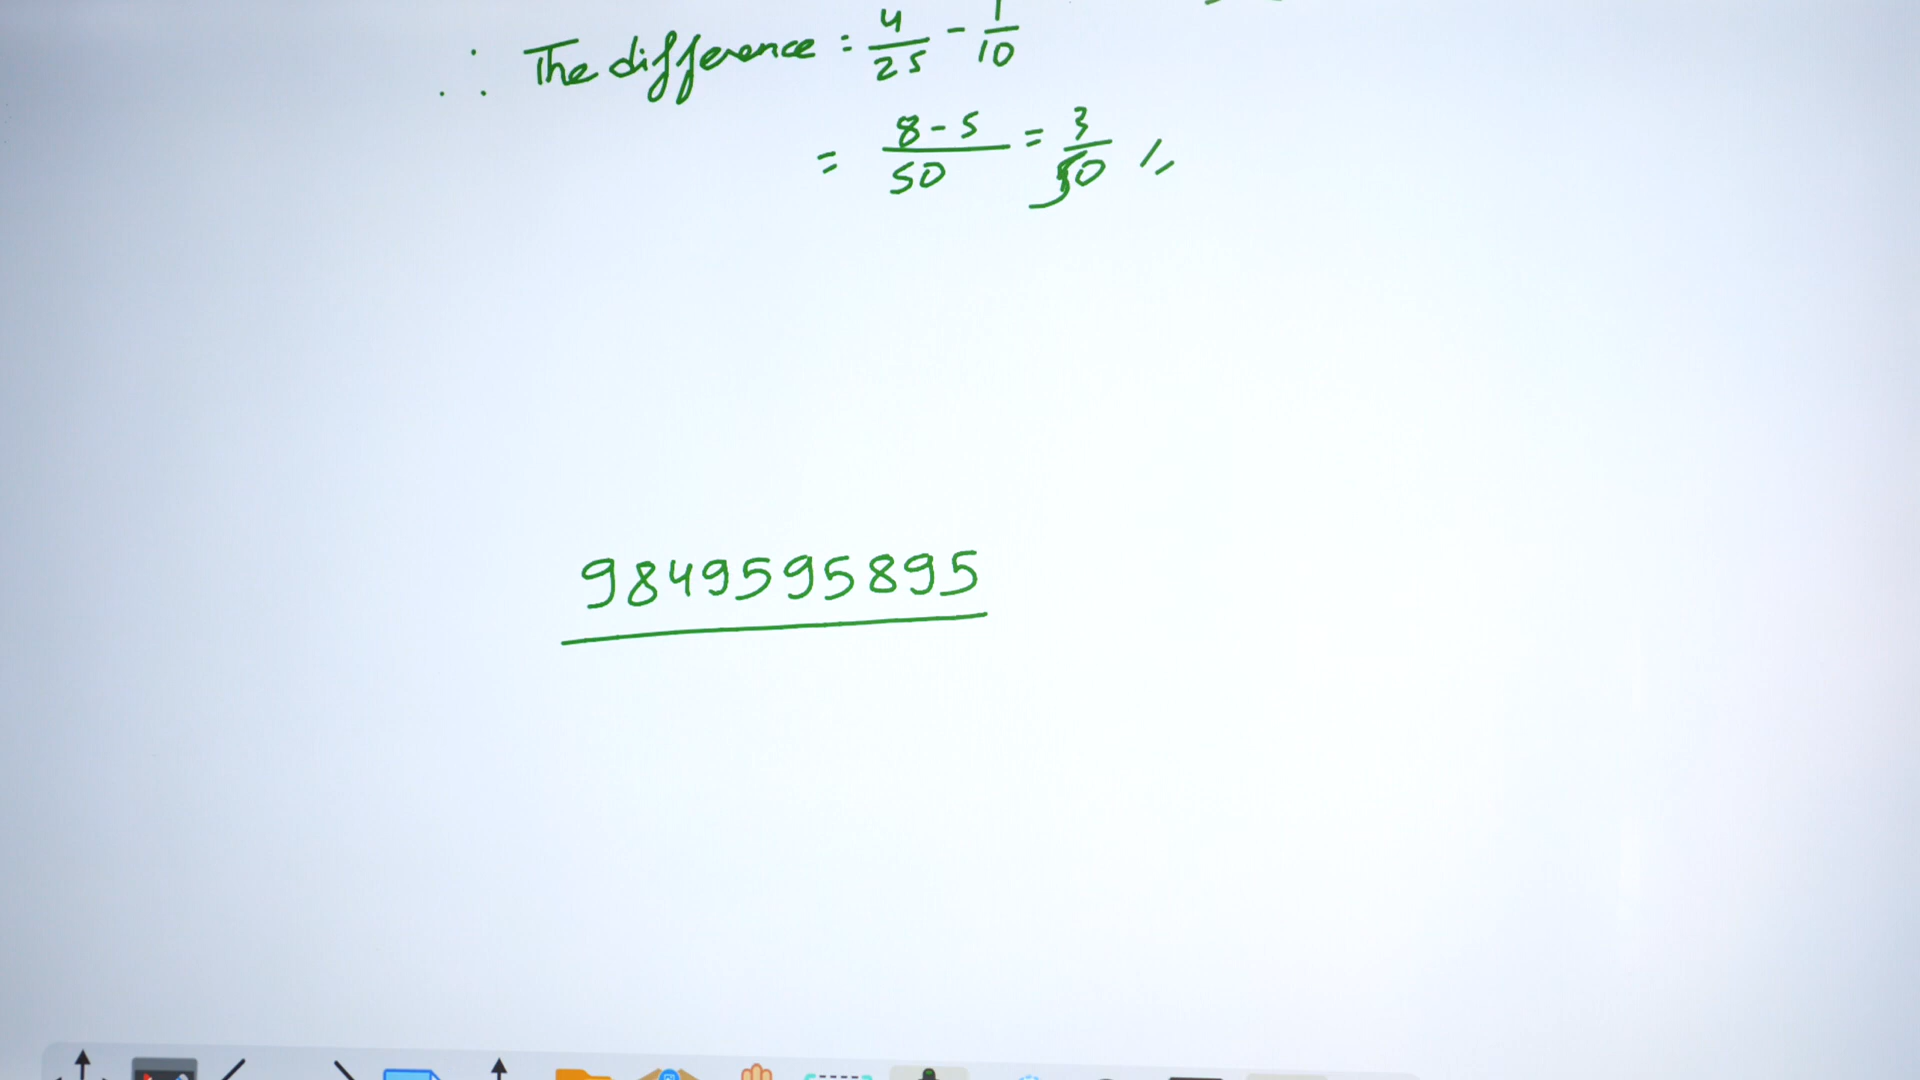 ∴ The difference = 4/25 - 1/10
= 8-5/50 = 3/50 //
9849595895